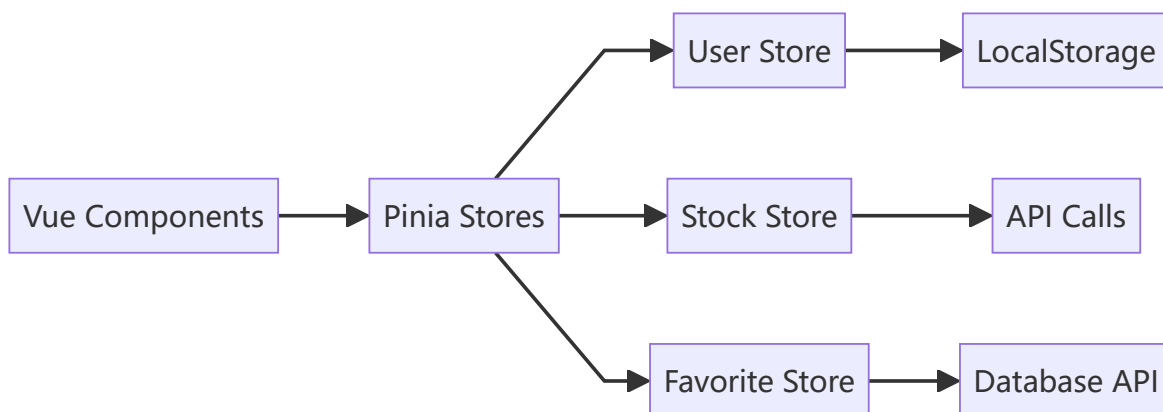 User Store
LocalStorage
Vue Components
Pinia Stores
Stock Store
API Calls
Favorite Store
Database API